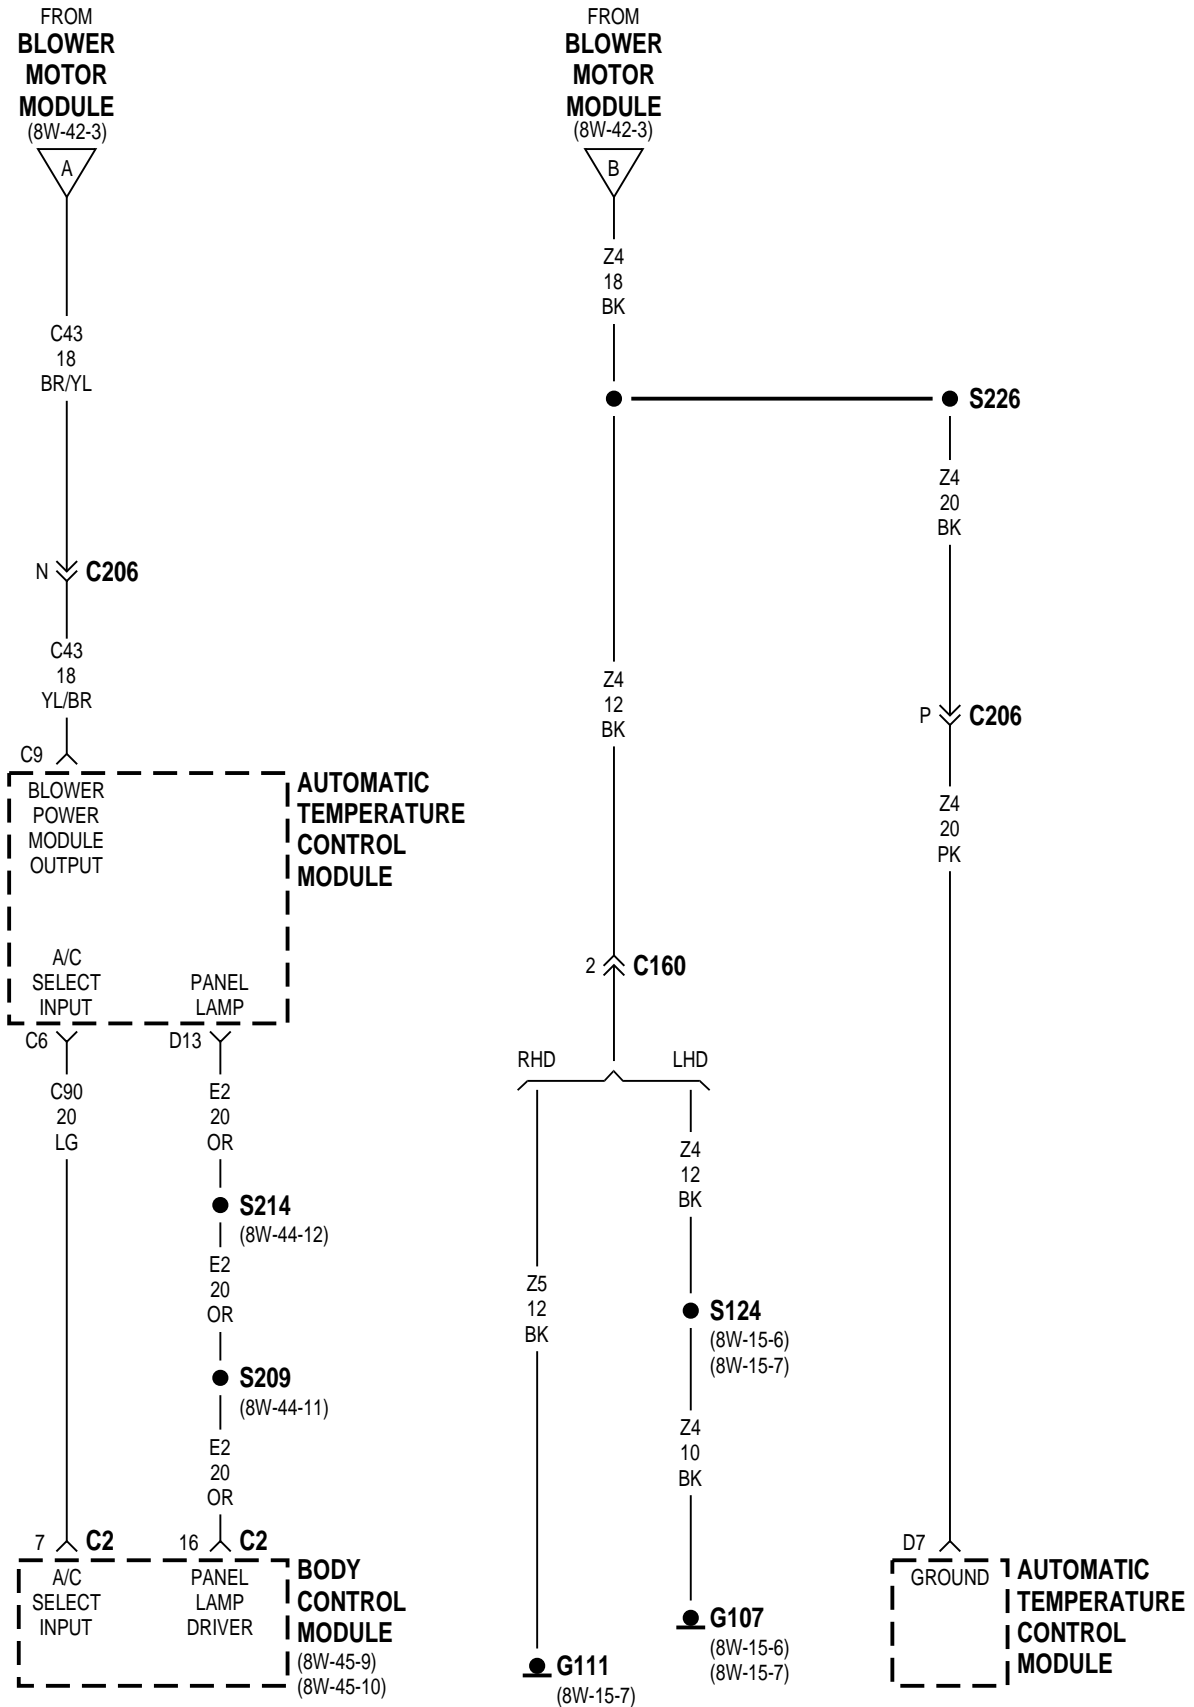 FROM
BLOWER
MOTOR
MODULE
(8W-42-3)
A
C43
18
BR/YL
N
C206
C43
18
YL/BR
C9
BLOWER
POWER
MODULE
OUTPUT
AUTOMATIC
TEMPERATURE
CONTROL
MODULE
A/C
SELECT
INPUT
PANEL
LAMP
C6
D13
C90
20
LG
E2
20
OR
S214
(8W-44-12)
E2
20
OR
S209
(8W-44-11)
E2
20
OR
7
C2
16
C2
A/C
SELECT
INPUT
PANEL
LAMP
DRIVER
BODY
CONTROL
MODULE
(8W-45-9)
(8W-45-10)
FROM
BLOWER
MOTOR
MODULE
(8W-42-3)
B
Z4
18
BK
S226
Z4
12
BK
2
C160
RHD
LHD
Z5
12
BK
G111
(8W-15-7)
Z4
12
BK
S124
(8W-15-6)
(8W-15-7)
Z4
10
BK
G107
(8W-15-6)
(8W-15-7)
Z4
20
BK
P
C206
Z4
20
PK
D7
GROUND
AUTOMATIC
TEMPERATURE
CONTROL
MODULE